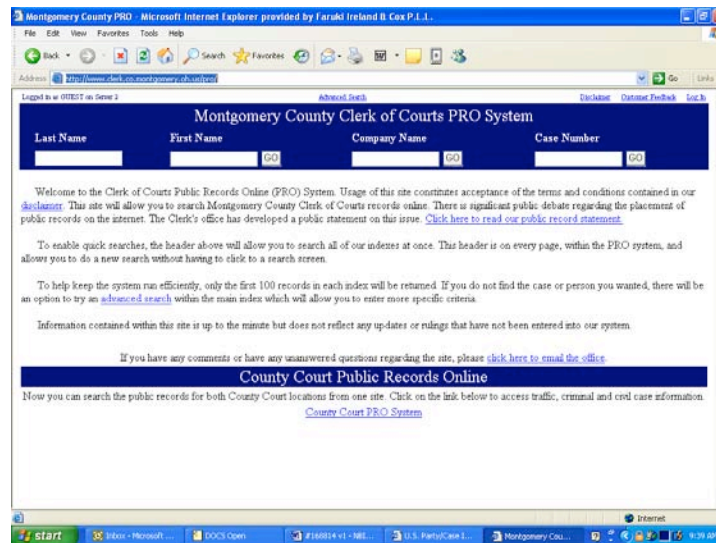 Montgomery County PRO - Microsoft Internet Explorer provided by Faruki Ireland & Cox P.L.L.
File Edit View Favorites Tools Help
Back Search Favorites
Address http://www.clerk.co.montgomery.oh.us/pro/ Go Links
Logged in as GUEST on Server 2 Advanced Search Disclaimer Customer Feedback Log In
Montgomery County Clerk of Courts PRO System
Last Name First Name Company Name Case Number
GO GO GO
Welcome to the Clerk of Courts Public Records Online (PRO) System. Usage of this site constitutes acceptance of the terms and conditions contained in our
disclaimer. This site will allow you to search Montgomery County Clerk of Courts records online. There is significant public debate regarding the placement of
public records on the internet. The Clerk's office has developed a public statement on this issue. Click here to read our public record statement.
To enable quick searches, the header above will allow you to search all of our indexes at once. This header is on every page, within the PRO system, and
allows you to do a new search without having to click to a search screen.
To help keep the system run efficiently, only the first 100 records in each index will be returned. If you do not find the case or person you wanted, there will be
an option to try an advanced search within the main index which will allow you to enter more specific criteria.
Information contained within this site is up to the minute but does not reflect any updates or rulings that have not been entered into our system.
If you have any comments or have any unanswered questions regarding the site, please click here to email the office.
County Court Public Records Online
Now you can search the public records for both County Court locations from one site. Click on the link below to access traffic, criminal and civil case information.
County Court PRO System
Internet
start Inbox - Microsoft ... DOCS Open #160814 v1 - ... U.S. Party/Case I... Montgomery Cou... 9:39 AM